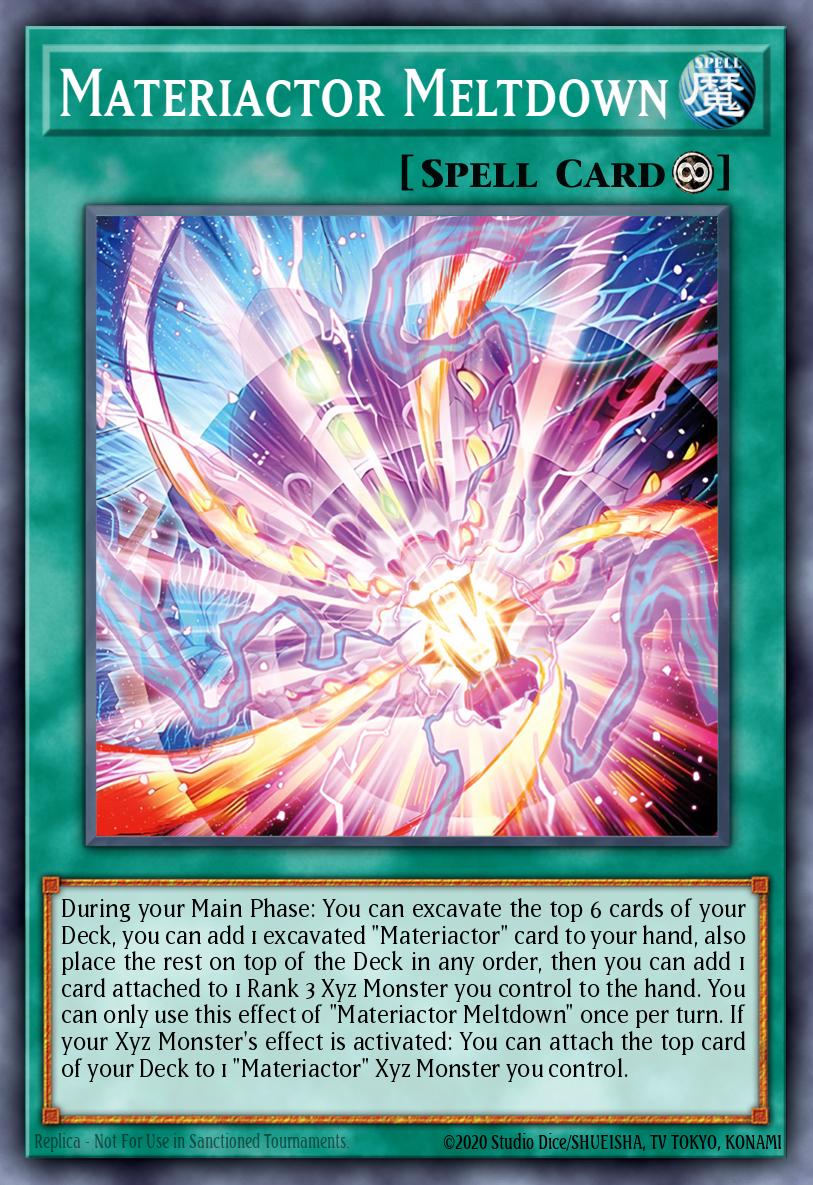 MATERIACTOR MELTDOWN
SPELL
魔
[SPELL CARD∞]
During your Main Phase: You can excavate the top 6 cards of your
Deck, you can add 1 excavated "Materiactor" card to your hand, also
place the rest on top of the Deck in any order, then you can add 1
card attached to 1 Rank 3 Xyz Monster you control to the hand. You
can only use this effect of "Materiactor Meltdown" once per turn. If
your Xyz Monster's effect is activated: You can attach the top card
of your Deck to 1 "Materiactor" Xyz Monster you control.
Replica - Not For Use in Sanctioned Tournaments.
©2020 Studio Dice/SHUEISHA, TV TOKYO, KONAMI